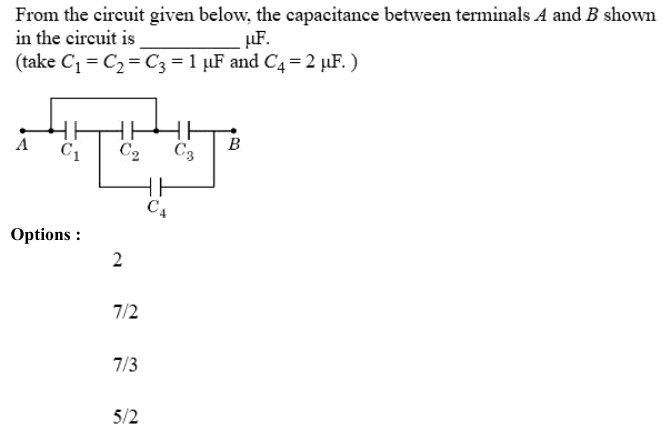 From the circuit given below, the capacitance between terminals A and B shown
in the circuit is __________ μF.
(take C₁ = C₂ = C₃ = 1 μF and C₄ = 2 μF. )
A C₁ C₂ C₃ B
C₄
Options :
2
7/2
7/3
5/2